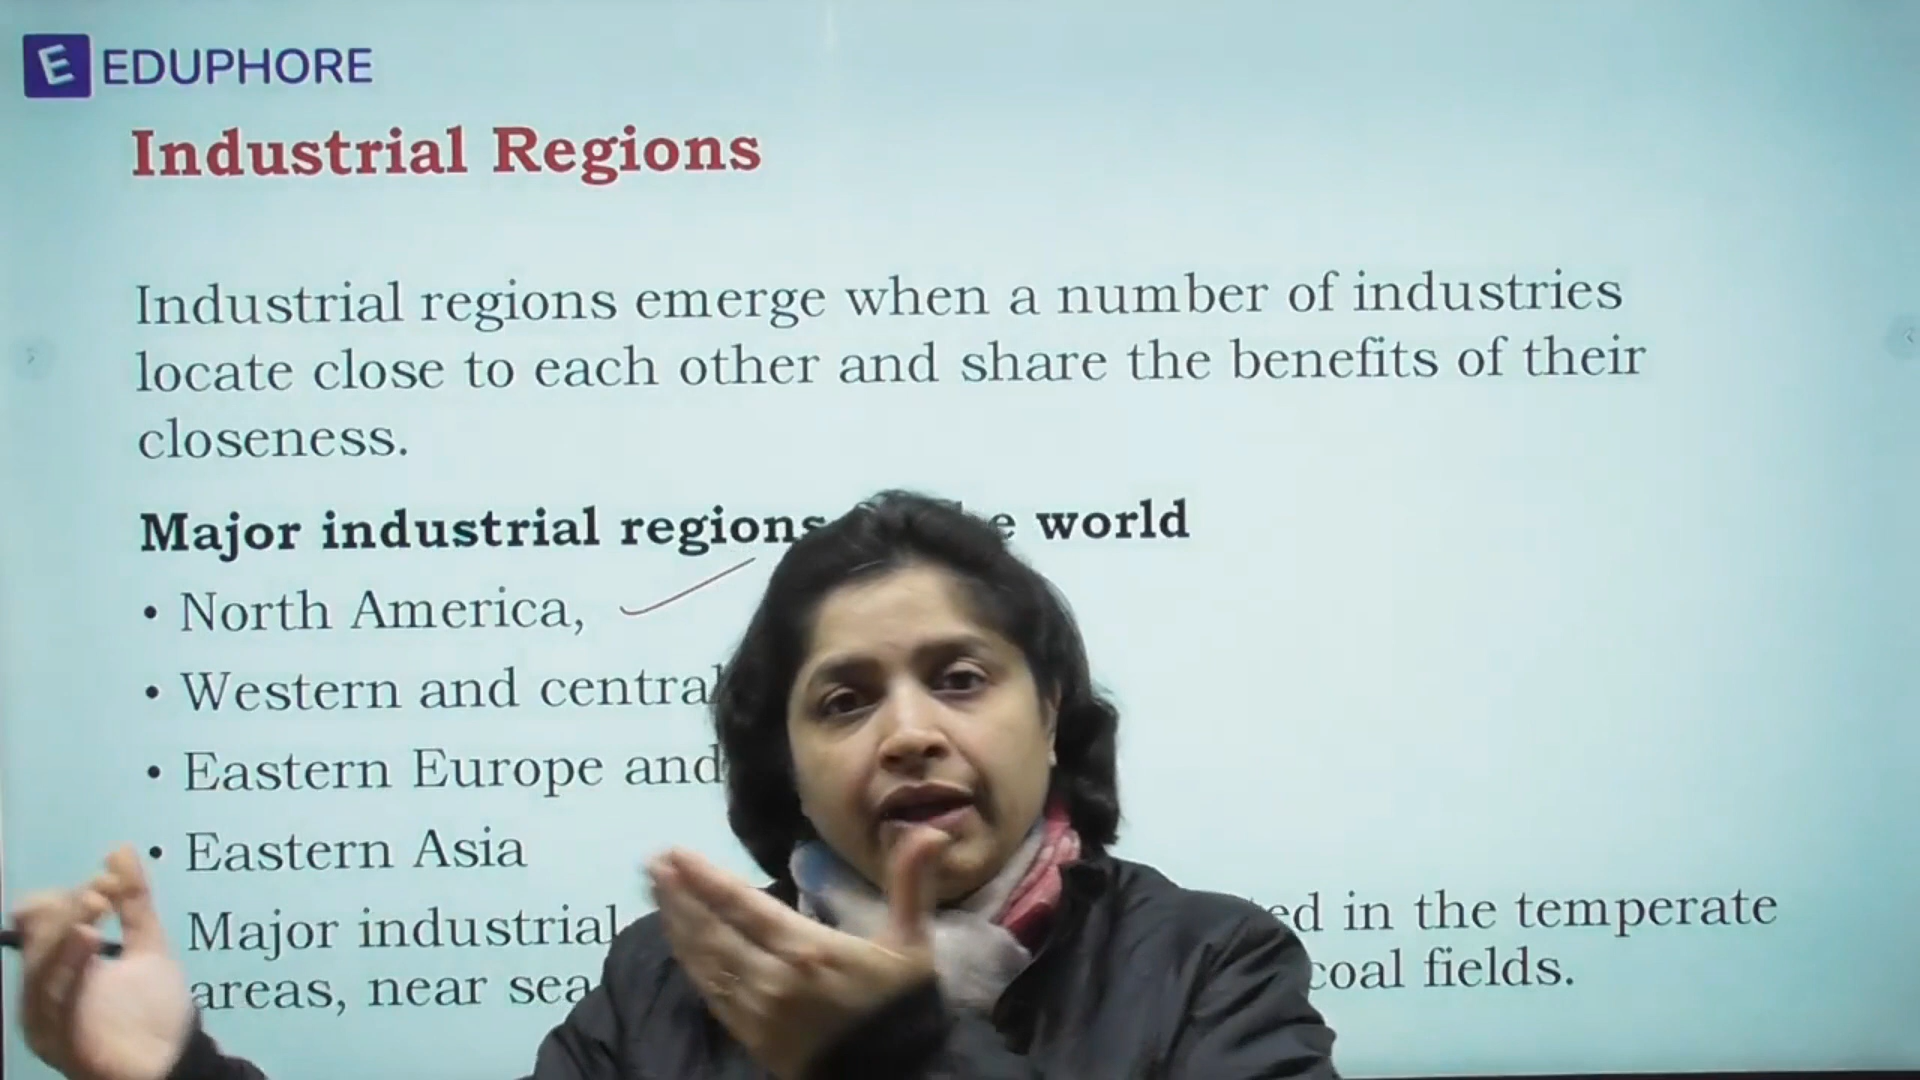 E EDUPHORE
Industrial Regions
Industrial regions emerge when a number of industries
locate close to each other and share the benefits of their
closeness.
Major industrial regions world
• North America,
• Western and central
• Eastern Europe and
• Eastern Asia
Major industrial in the temperate
areas, near sea coal fields.